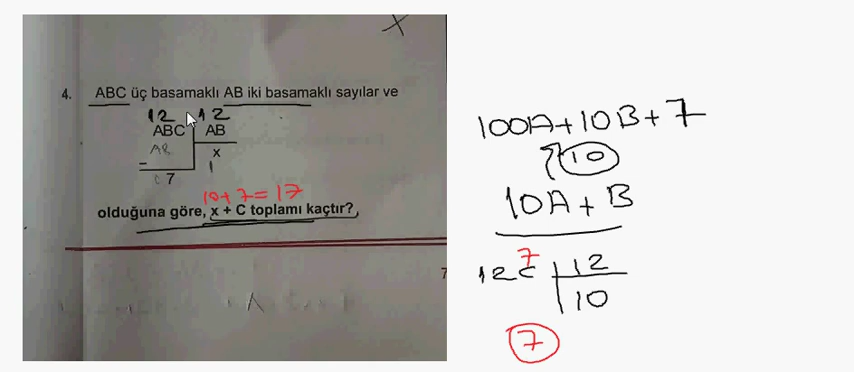 4. ABC üç basamaklı AB iki basamaklı sayılar ve
12 12
ABC AB
AB x
- 1
7
10+7=17
olduğuna göre, x + C toplamı kaçtır?
7
100A+10B+7
10
10A+B
7
12C 12
10
7